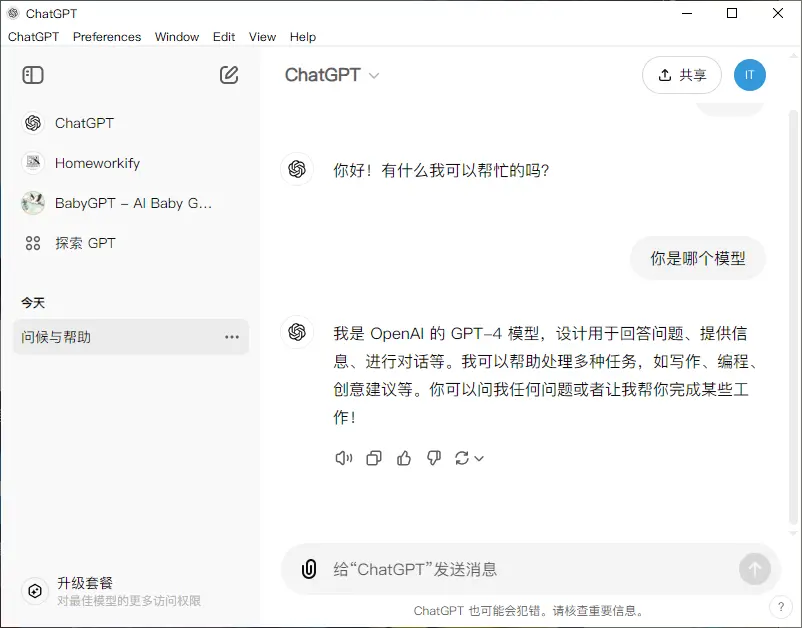 ChatGPT
ChatGPT Preferences Window Edit View Help
ChatGPT
Homeworkify
BabyGPT – AI Baby G...
探索 GPT
今天
问候与帮助
升级套餐
对最佳模型的更多访问权限
ChatGPT
共享
IT
你好！有什么我可以帮忙的吗？
你是哪个模型
我是 OpenAI 的 GPT-4 模型，设计用于回答问题、提供信
息、进行对话等。我可以帮助处理多种任务，如写作、编程、
创意建议等。你可以问我任何问题或者让我帮你完成某些工
作！
给“ChatGPT”发送消息
ChatGPT 也可能会犯错。请核查重要信息。
?